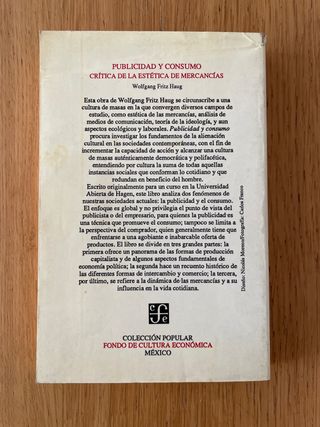 PUBLICIDAD Y CONSUMO
CRÍTICA DE LA ESTÉTICA DE MERCANCÍAS
Wolfgang Fritz Haug
Esta obra de Wolfgang Fritz Haug se circunscribe a una
cultura de masas en la que convergen diversos campos de
estudio, como estética de las mercancías, análisis de
medios de comunicación, teoría de la ideología, y aun
aspectos ecológicos y laborales. Publicidad y consumo
procura investigar los fundamentos de la alienación
cultural en las sociedades contemporáneas, con el fin de
incrementar la capacidad de acción y alcanzar una cultura
de masas auténticamente democrática y polifacética,
entendiendo por cultura la suma de todas aquellas
instancias sociales que conforman lo cotidiano y que
redundan en beneficio del hombre.
Escrito originalmente para un curso en la Universidad
Abierta de Hagen, este libro analiza dos fenómenos de
nuestras sociedades actuales: la publicidad y el consumo.
El enfoque es global y no privilegia el punto de vista del
publicista o del empresario, para quienes la publicidad es
una técnica que promueve el consumo; tampoco se limita a
la perspectiva del comprador, quien generalmente tiene que
enfrentarse a una agobiante e inabarcable oferta de
productos. El libro se divide en tres grandes partes: la
primera ofrece un panorama de las formas de producción
capitalista y de algunos aspectos fundamentales de
economía política; la segunda hace un recuento histórico de
las diferentes formas de intercambio y comercio; la tercera,
por último, se refiere a la dinámica de las mercancías y a su
influencia en la vida cotidiana.
Diseño: Nicolás Moreno/Fotografía: Carlos Franco
COLECCIÓN POPULAR
FONDO DE CULTURA ECONÓMICA
MÉXICO